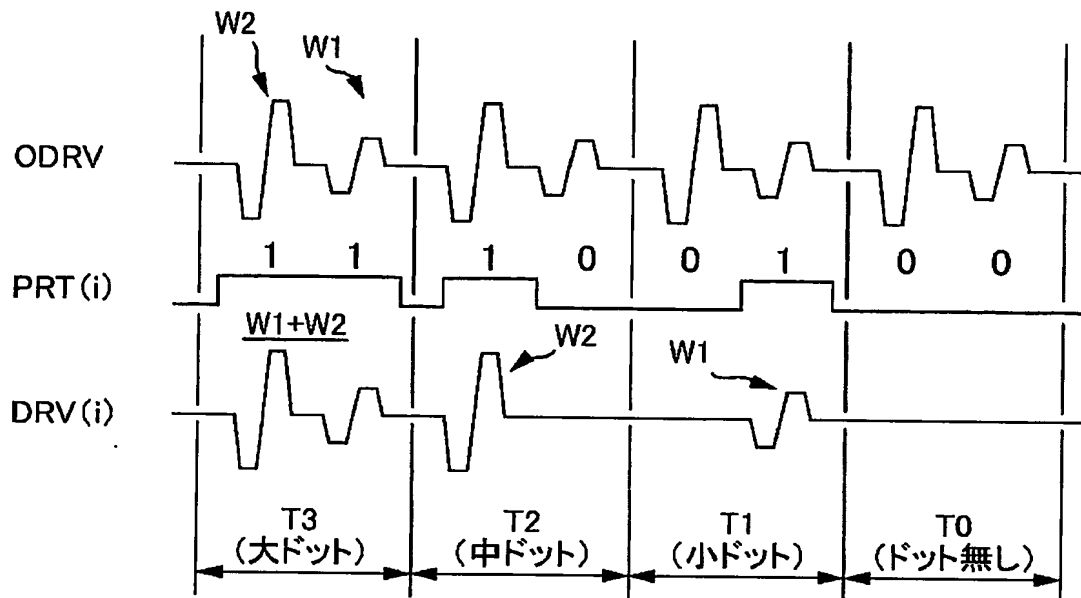 W2 W1
ODRV
1 1 1 0 0 1 0 0
PRT(i)
W1+W2 W2 W1
DRV(i)
T3 T2 T1 T0
(大ドット) (中ドット) (小ドット) (ドット無し)